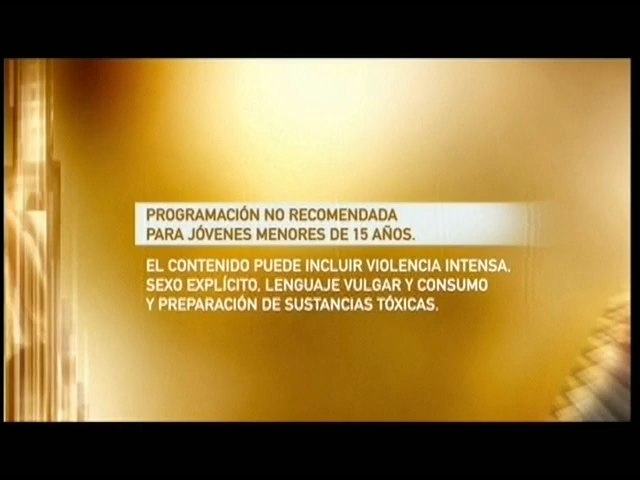 PROGRAMACIÓN NO RECOMENDADA
PARA JÓVENES MENORES DE 15 AÑOS.
EL CONTENIDO PUEDE INCLUIR VIOLENCIA INTENSA,
SEXO EXPLÍCITO, LENGUAJE VULGAR Y CONSUMO
Y PREPARACIÓN DE SUSTANCIAS TÓXICAS.